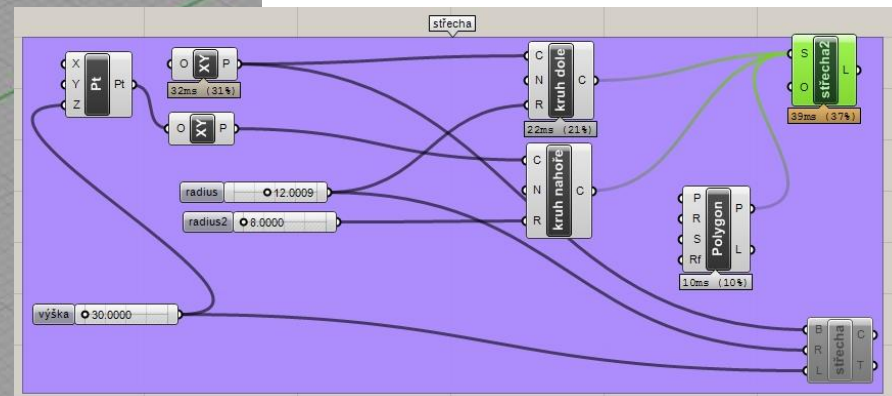 střecha
X
Y
Z
Pt
Pt
O
XY
P
32ms (31%)
O
XY
P
C
N
R
kruh dole
C
22ms (21%)
C
N
R
kruh nahoře
C
S
O
střecha2
L
39ms (37%)
radius
12.0009
radius2
8.0000
P
R
S
Rf
Polygon
P
L
10ms (10%)
výška
30.0000
B
R
L
střecha
C
T